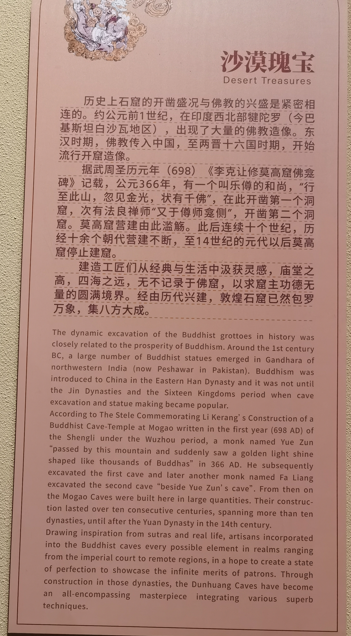 沙漠瑰宝
Desert Treasures
历史上石窟的开凿盛况与佛教的兴盛是紧密相
连的。约公元前1世纪，在印度西北部犍陀罗（今巴
基斯坦白沙瓦地区），出现了大量的佛教造像。东
汉时期，佛教传入中国，至两晋十六国时期，开始
流行开窟造像。
据武周圣历元年（698）《李克让修莫高窟佛龛
碑》记载，公元366年，有一个叫乐僔的和尚，“行
至此山，忽见金光，状有千佛”，在此开凿第一个洞
窟，次有法良禅师“又于僔师龛侧”，开凿第二个洞
窟。莫高窟营建由此滥觞。此后连续十个世纪，历
经十余个朝代营建不断，至14世纪的元代以后莫高
窟停止建窟。
建造工匠们从经典与生活中汲获灵感，庙堂之
高，四海之远，无不记录于佛窟，以求窟主功德无
量的圆满境界。经由历代兴建，敦煌石窟已然包罗
万象，集八方大成。
The dynamic excavation of the Buddhist grottoes in history was
closely related to the prosperity of Buddhism. Around the 1st century
BC, a large number of Buddhist statues emerged in Gandhara of
northwestern India (now Peshawar in Pakistan). Buddhism was
introduced to China in the Eastern Han Dynasty and it was not until
the Jin Dynasties and the Sixteen Kingdoms period when cave
excavation and statue making became popular.
According to The Stele Commemorating Li Kerang's Construction of a
Buddhist Cave-Temple at Mogao written in the first year (698 AD) of
the Shengli under the Wuzhou period, a monk named Yue Zun
"passed by this mountain and suddenly saw a golden light shine
shaped like thousands of Buddhas" in 366 AD. He subsequently
excavated the first cave and later another monk named Fa Liang
excavated the second cave "beside Yue Zun's cave". From then on
the Mogao Caves were built here in large quantities. Their construc-
tion lasted over ten consecutive centuries, spanning more than ten
dynasties, until after the Yuan Dynasty in the 14th century.
Drawing inspiration from sutras and real life, artisans incorporated
into the Buddhist caves every possible element in realms ranging
from the imperial court to remote regions, in a hope to create a state
of perfection to showcase the infinite merits of patrons. Through
construction in those dynasties, the Dunhuang Caves have become
an all-encompassing masterpiece integrating various superb
techniques.